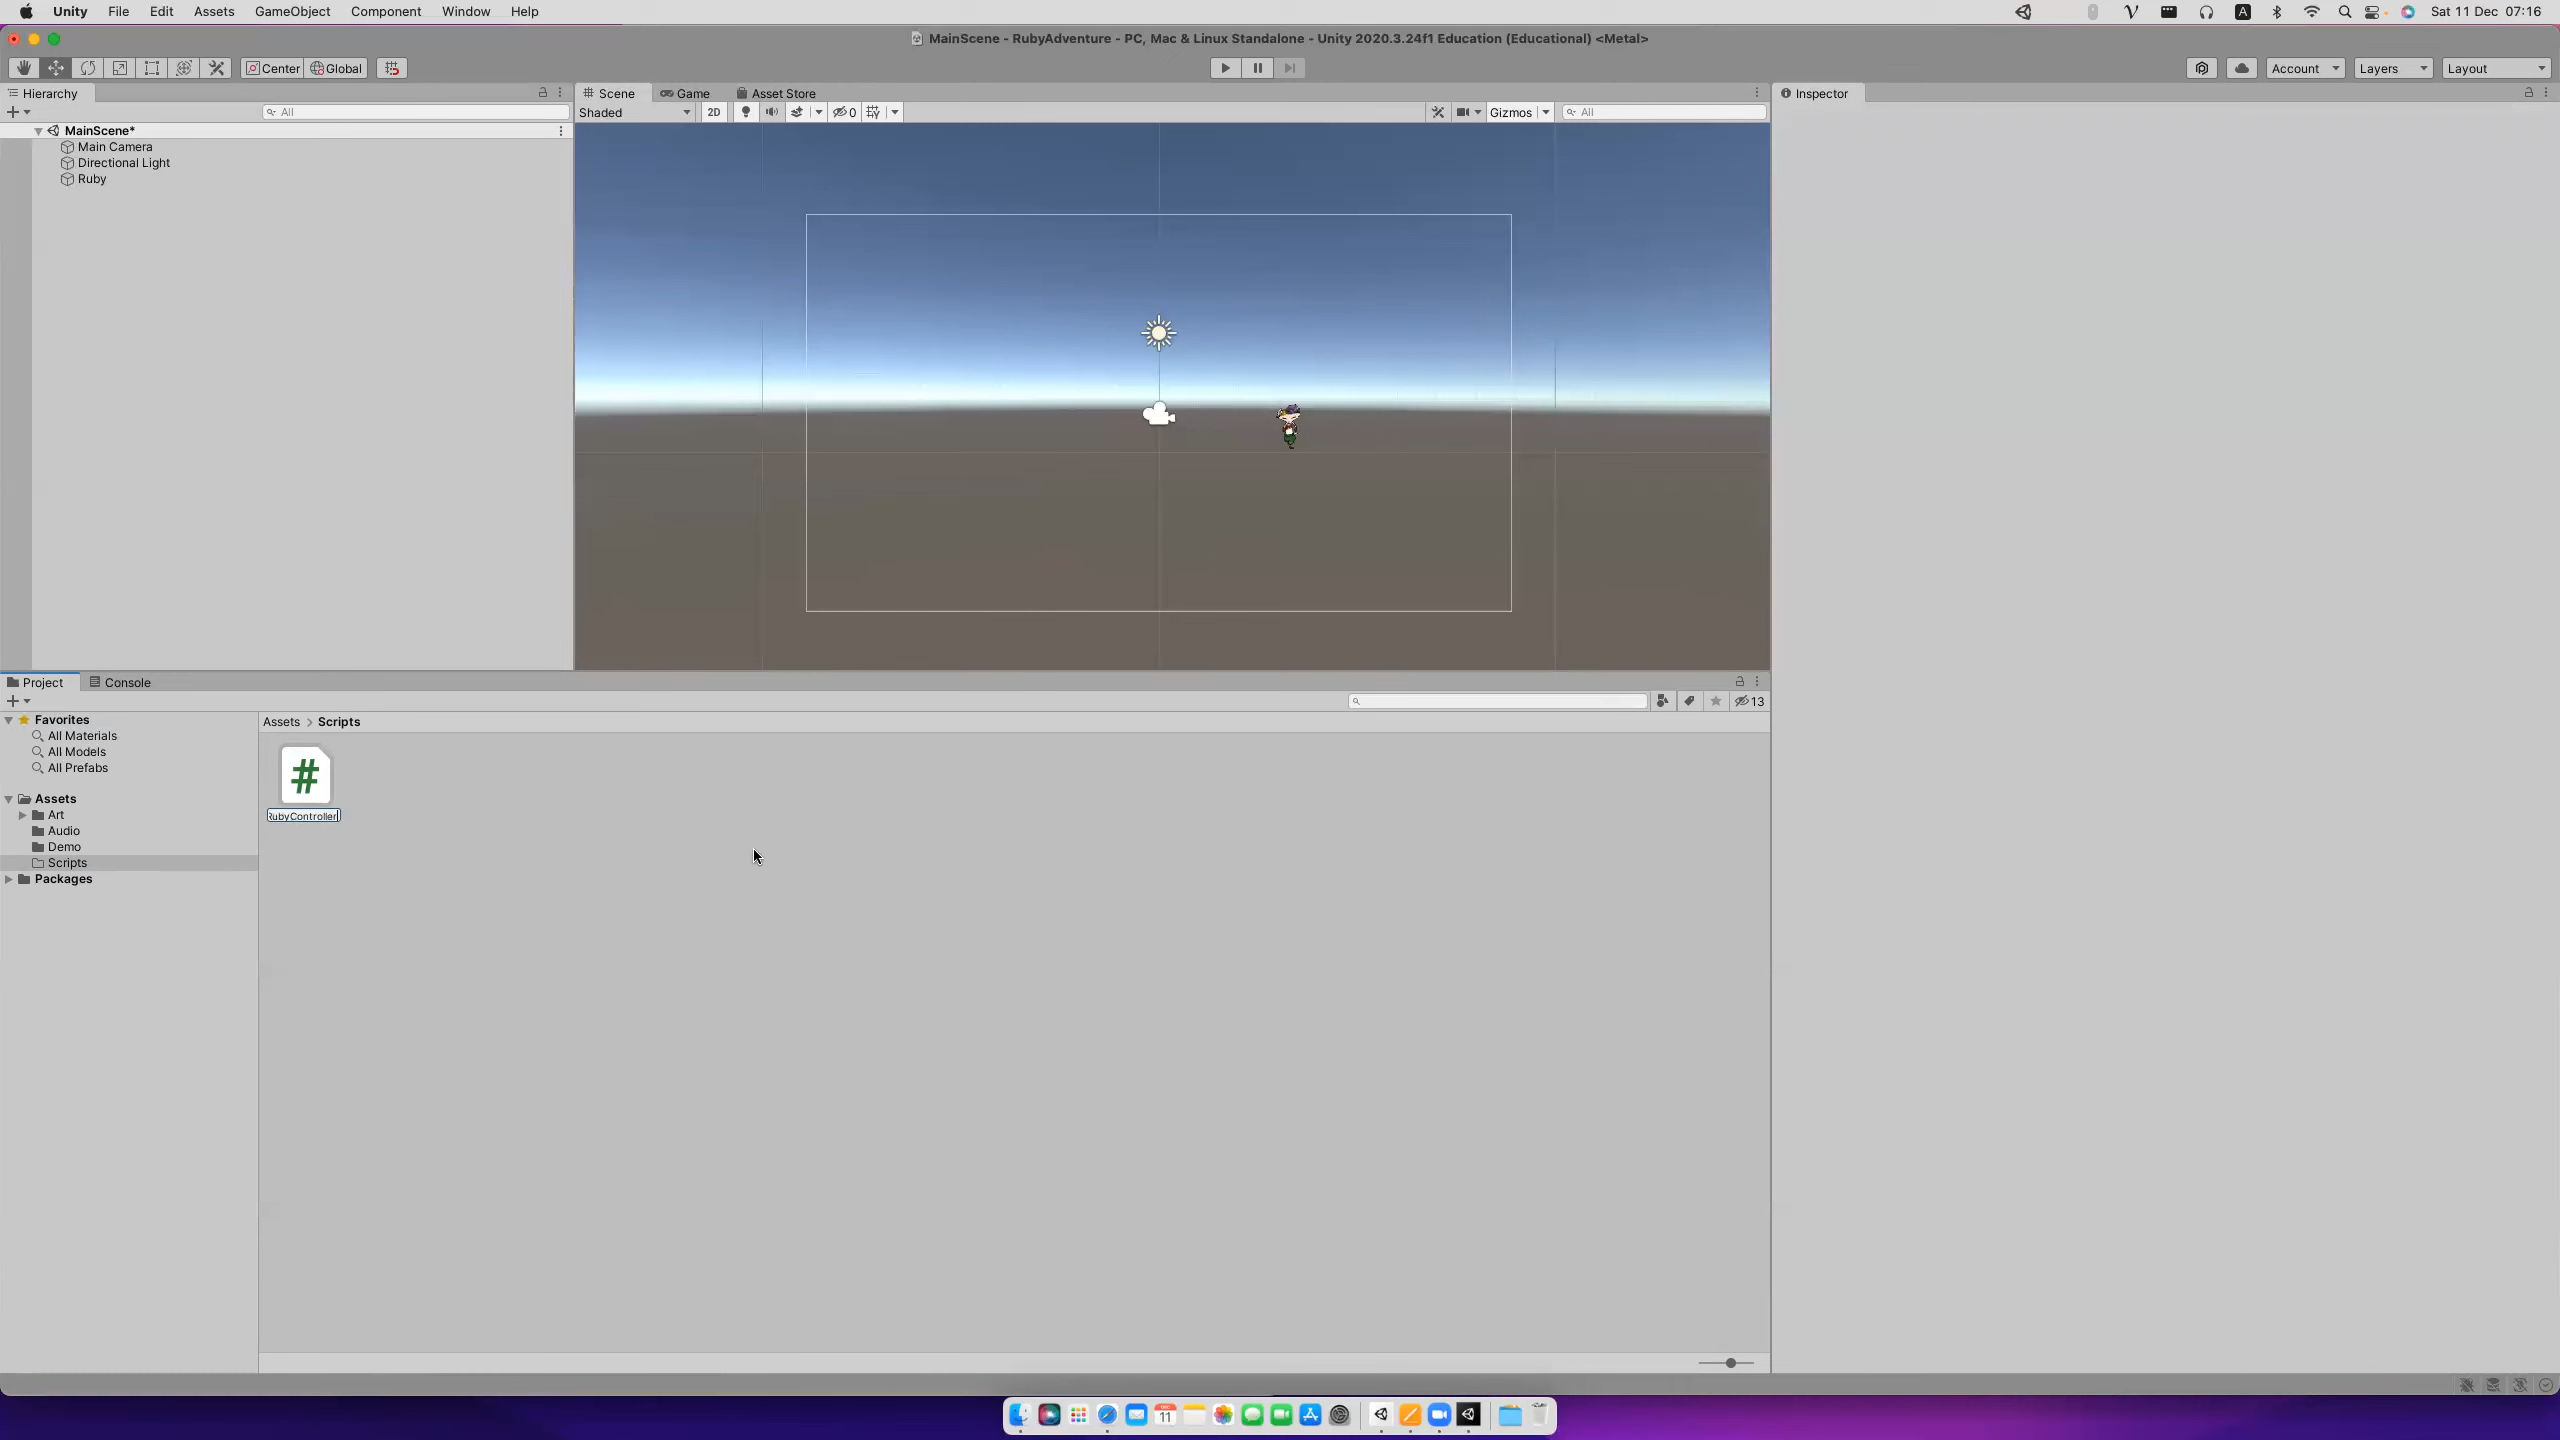 Unity File Edit Assets GameObject Component Window Help A Sat 11 Dec 07:16
MainScene - RubyAdventure - PC, Mac & Linux Standalone - Unity 2020.3.24f1 Education (Educational) <Metal>
Center Global Account Layers Layout
Hierarchy Scene Game Asset Store Inspector
All Shaded 2D 0 Gizmos All
MainScene*
Main Camera
Directional Light
Ruby
Project Console
13
Favorites Assets > Scripts
All Materials
All Models
All Prefabs
Assets
Art RubyController
Audio
Demo
Scripts
Packages
DEC
11